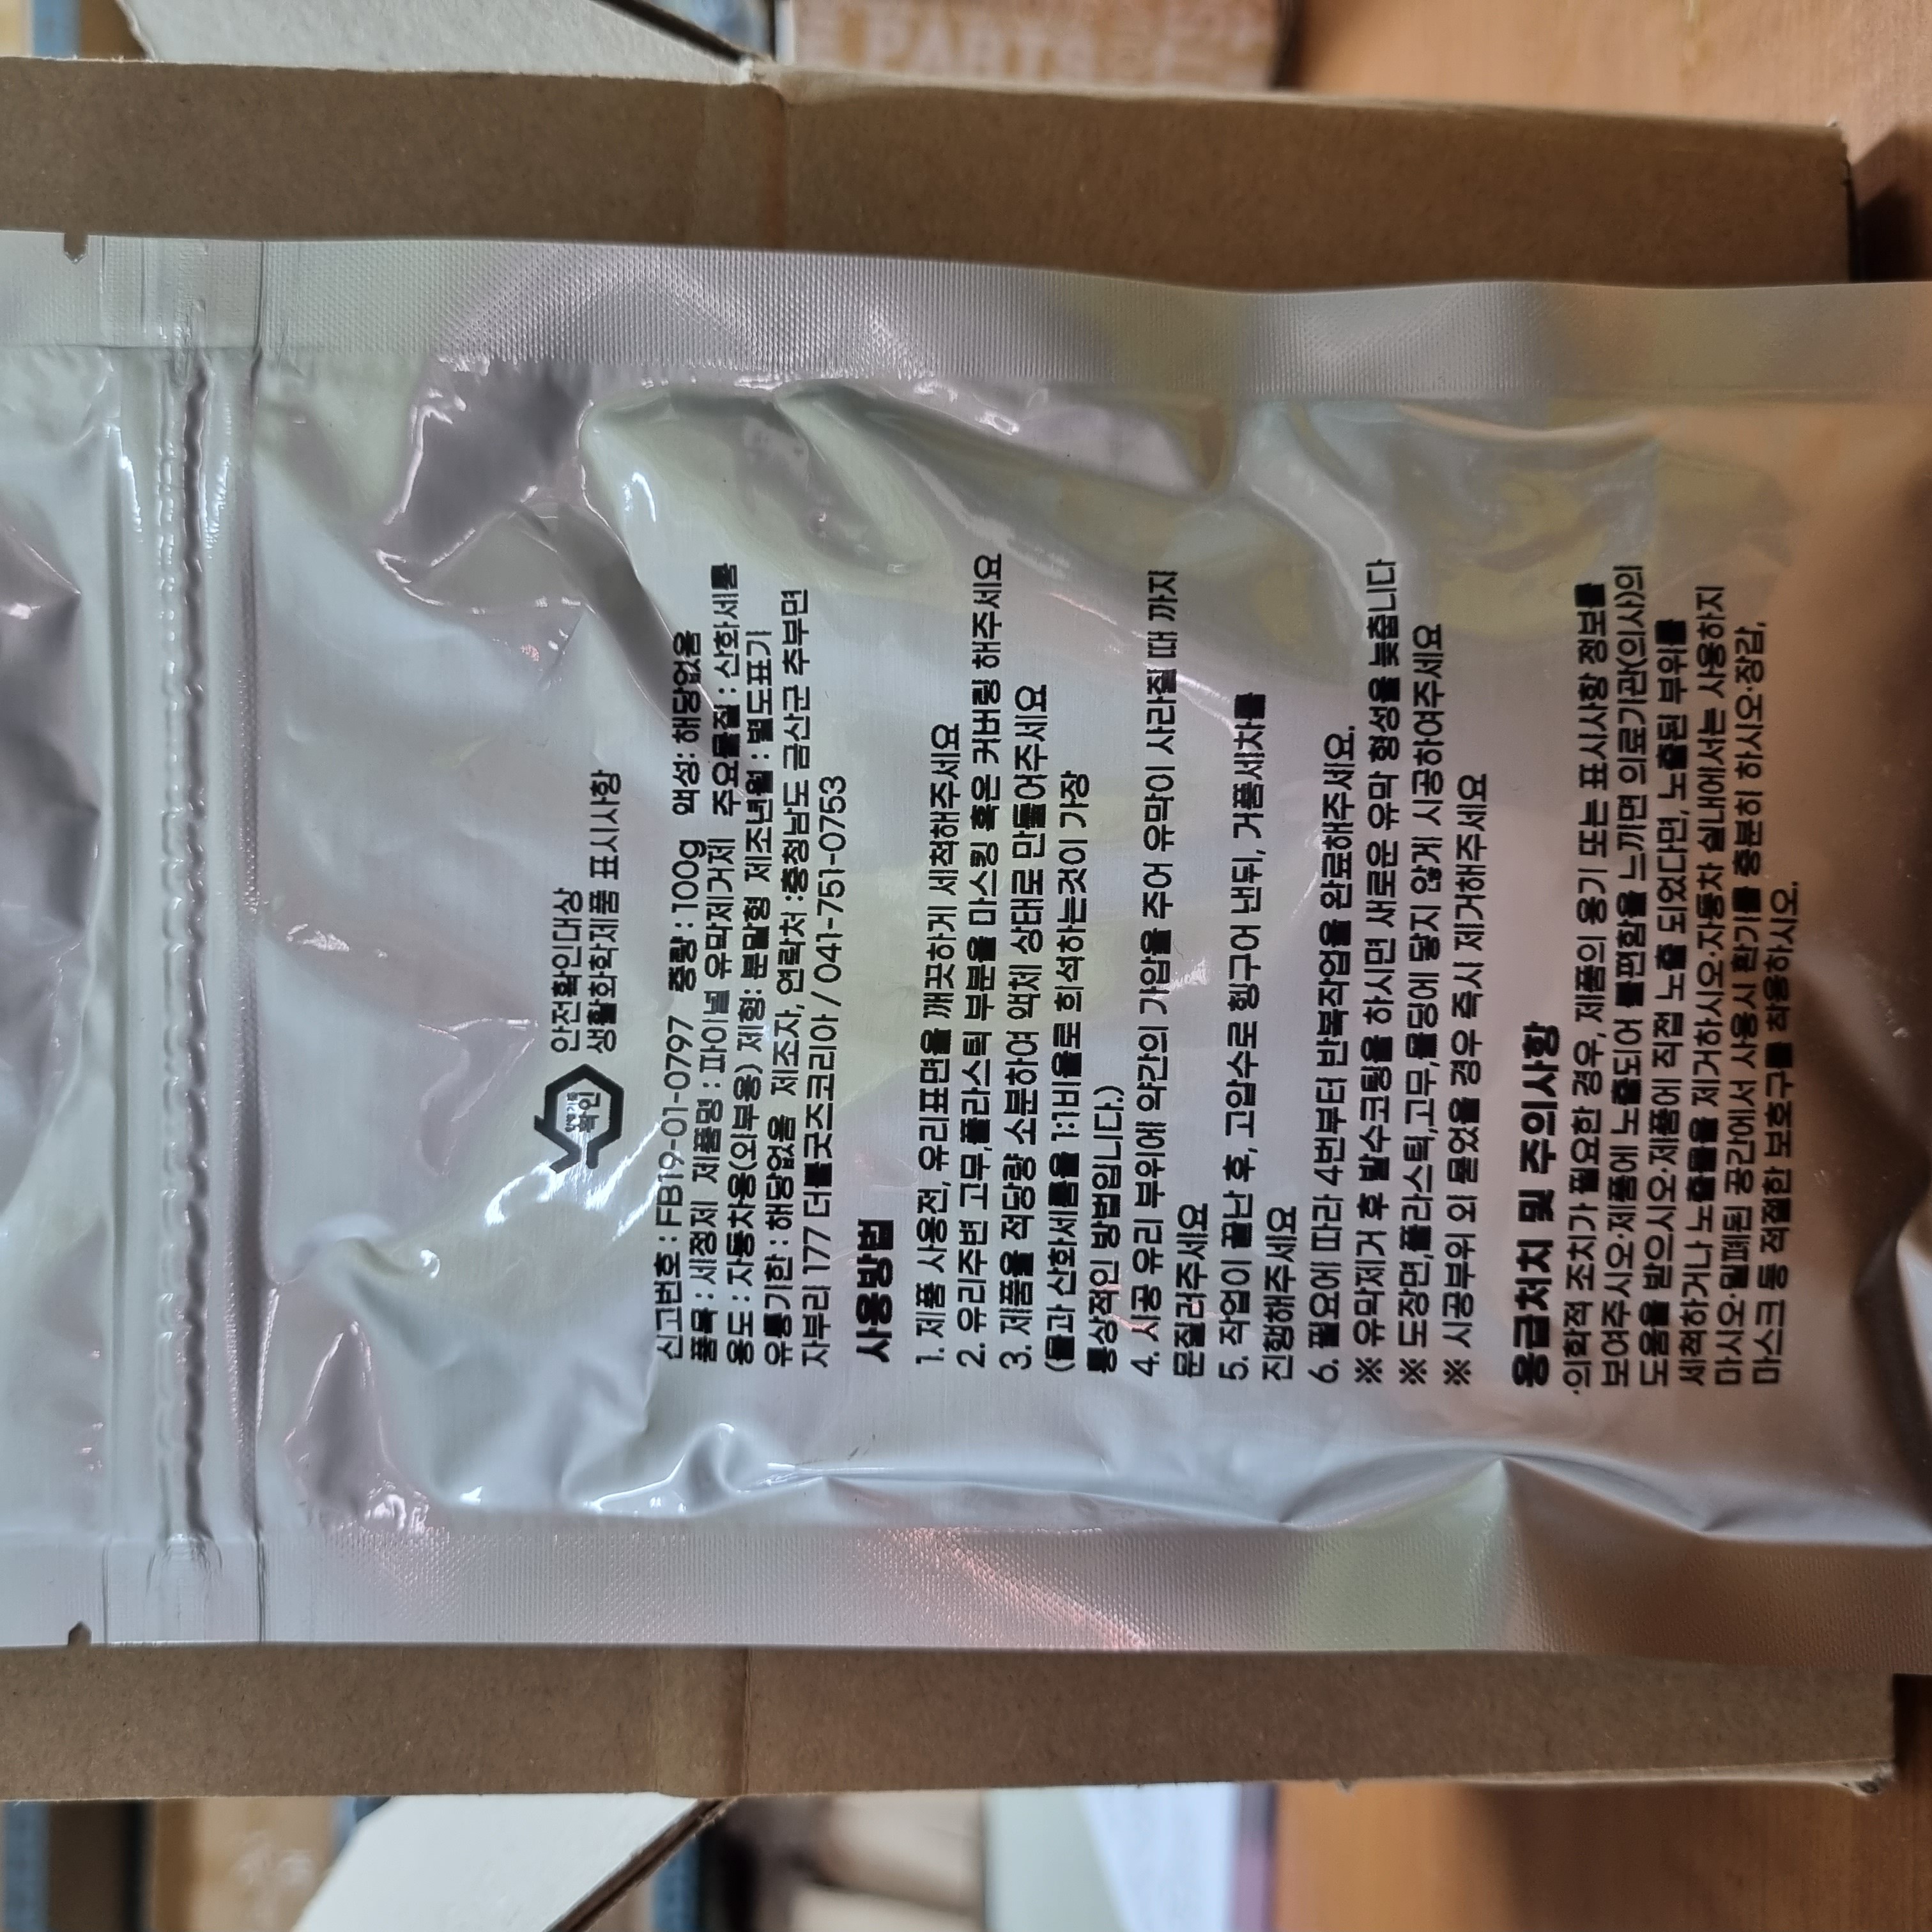 PARTS
안전확인대상
생활화학제품 표시사항
확인
신고번호 : FB19-01-0797 중량 : 100g 액성: 해당없음
품목 : 세정제 제품명 : 파이널 유막제거제 주요물질 : 산화세륨
용도 : 자동차용(외부용) 제형: 분말형 제조년월 : 별도표기
유통기한 : 해당없음 제조자, 연락처 :충청남도 금산군 추부면
자부리 177 더블굿즈코리아 / 041-751-0753
사용방법
1. 제품 사용전, 유리표면을 깨끗하게 세척해주세요
2. 유리주변 고무,플라스틱 부분을 마스킹 혹은 커버링 해주세요
3. 제품을 적당량 소분하여 액체 상태로 만들어주세요
(물과 산화세륨을 1:1비율로 희석하는것이 가장
통상적인 방법입니다.)
4. 시공 유리 부위에 약간의 가압을 주어 유막이 사라질 때 까지
문질러주세요
5. 작업이 끝난 후, 고압수로 헹구어 낸뒤, 거품세차를
진행해주세요
6. 필요에 따라 4번부터 반복작업을 완료해주세요.
※ 유막제거 후 발수코팅을 하시면 새로운 유막 형성을 늦춥니다
※ 도장면,플라스틱,고무,몰딩에 닿지 않게 시공하여주세요
※ 시공부위 외 묻었을 경우 즉시 제거해주세요
응급처치 및 주의사항
·의학적 조치가 필요한 경우, 제품의 용기 또는 표시사항 정보를
보여주시오·제품에 노출되어 불편함을 느끼면 의료기관(의사)의
도움을 받으시오·제품에 직접 노출 되었다면, 노출된 부위를
세척하거나 노출물을 제거하시오·자동차 실내에서는 사용하지
마시오·밀폐된 공간에서 사용시 환기를 충분히 하시오·장갑,
마스크 등 적절한 보호구를 착용하시오.